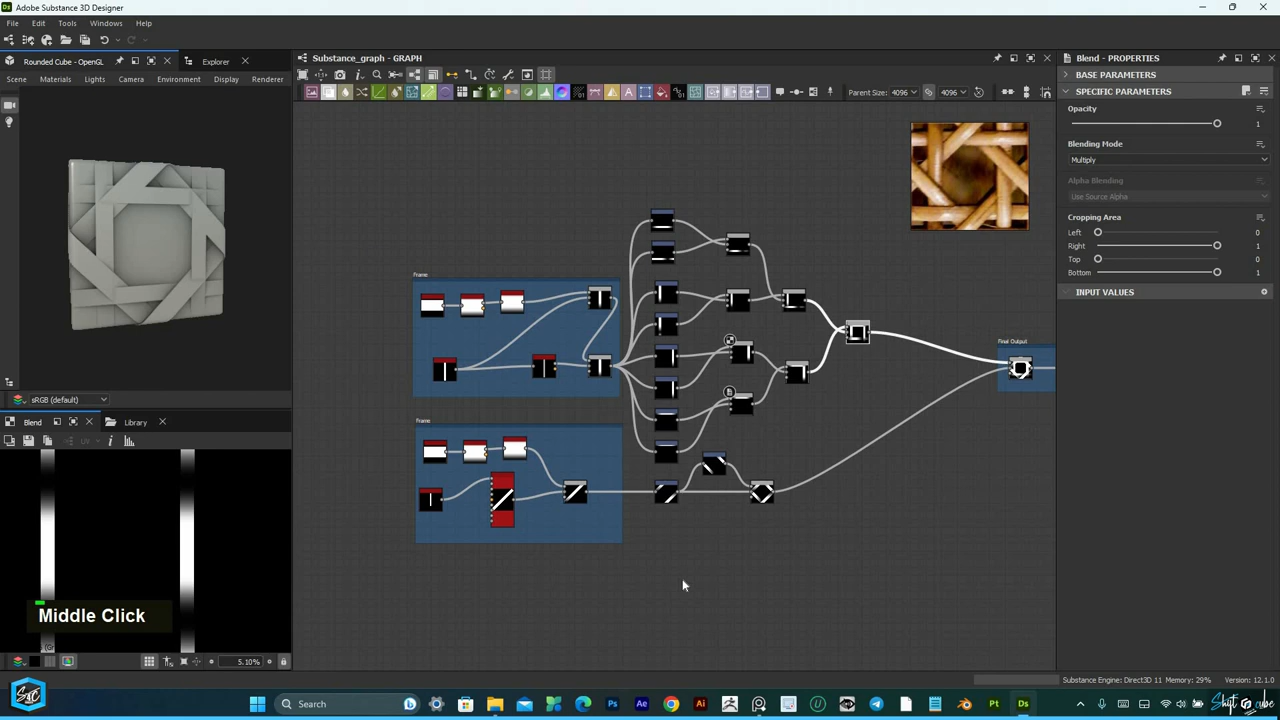 Adobe Substance 3D Designer
File Edit Tools Windows Help
Rounded Cube - OpenGL
Explorer
Scene Materials Lights Camera Environment Display Renderer
sRGB (default)
Blend
Library
Middle Click
5.10%
Substance_graph - GRAPH
Parent Size: 4096
4096
Frame
Frame
Final Output
Blend - PROPERTIES
BASE PARAMETERS
SPECIFIC PARAMETERS
Opacity
1
Blending Mode
Multiply
Alpha Blending
Use Source Alpha
Cropping Area
Left 0
Right 1
Top 0
Bottom 1
INPUT VALUES
Substance Engine: Direct3D 11 Memory: 29% Version: 12.1.0
Search